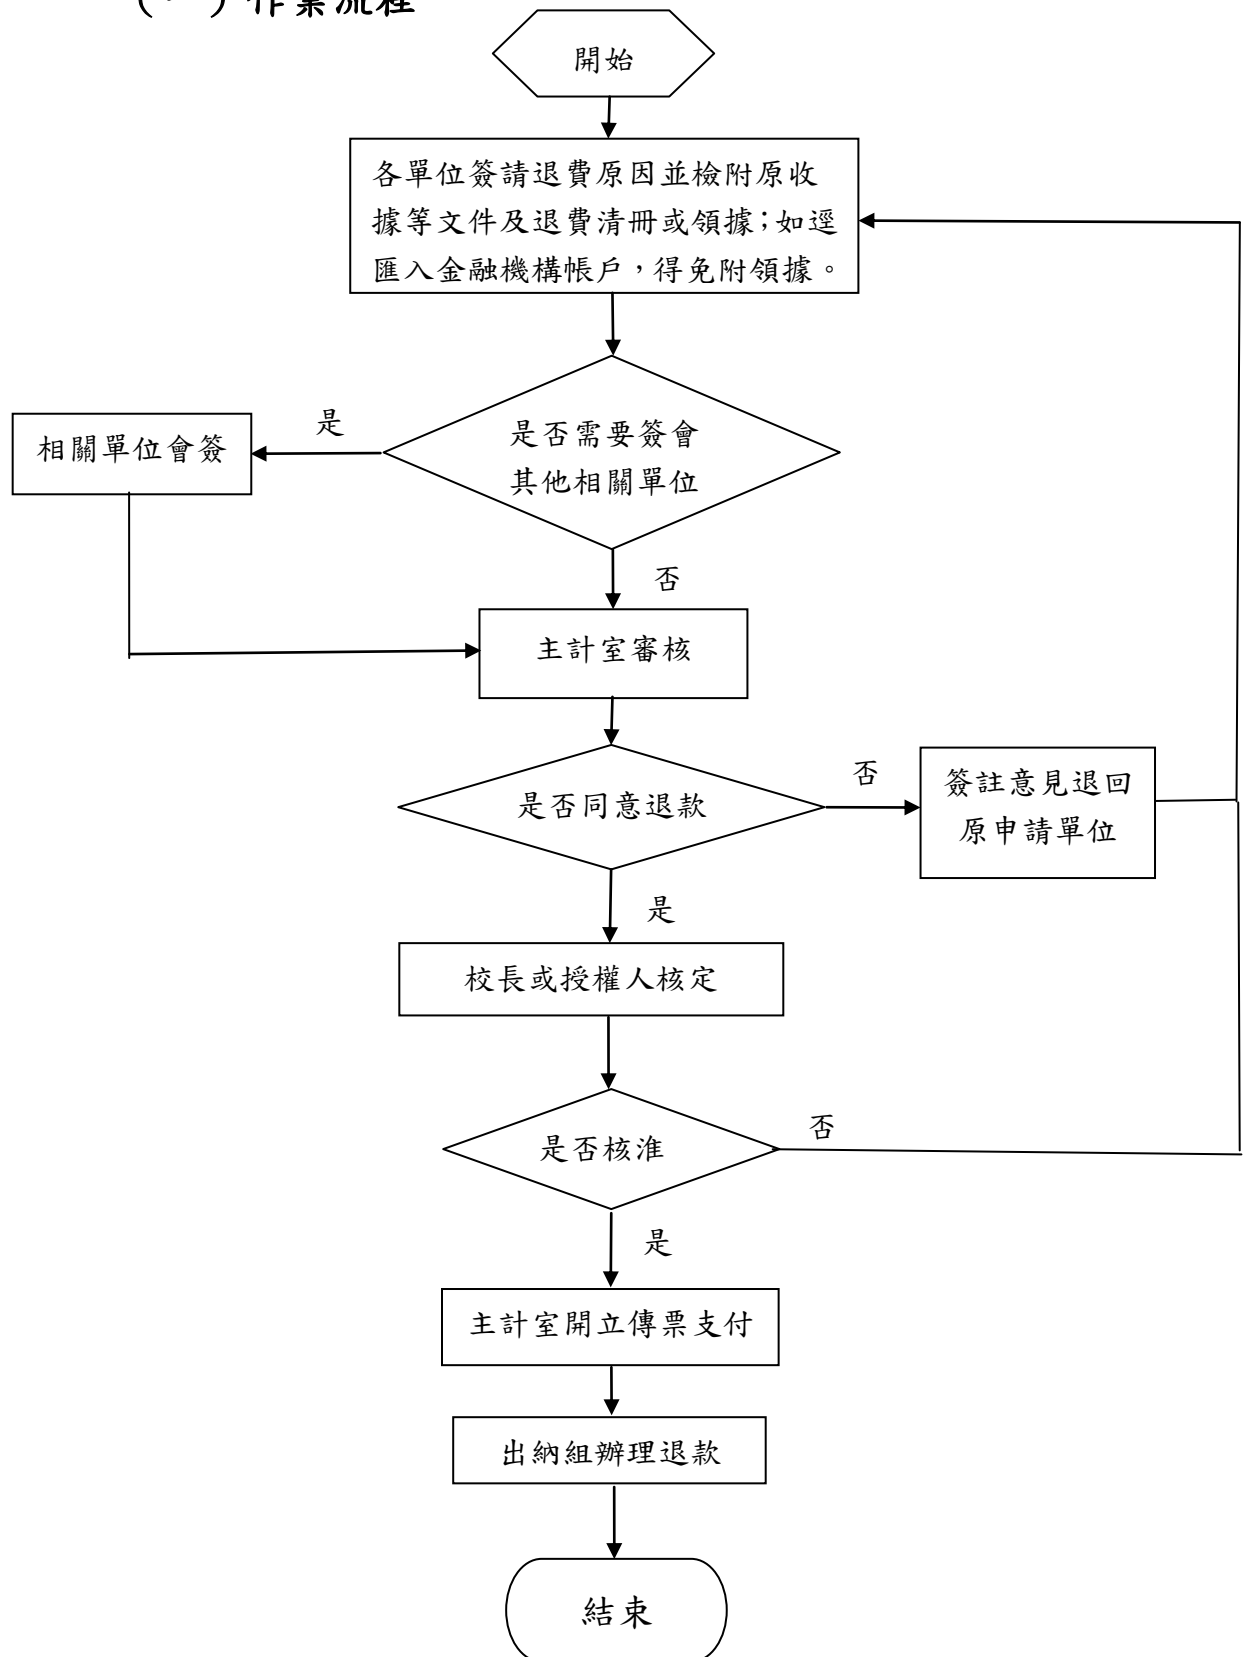 作業流程
開始
各單位簽請退費原因並檢附原收
據等文件及退費清冊或領據；如逕
匯入金融機構帳戶，得免附領據。
是
相關單位會簽
是否需要簽會
其他相關單位
否
主計室審核
是否同意退款
否
簽註意見退回
原申請單位
是
校長或授權人核定
是否核准
否
是
主計室開立傳票支付
出納組辦理退款
結束